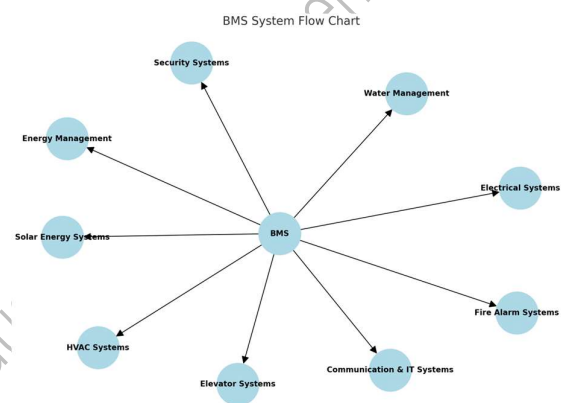 BMS System Flow Chart
Security Systems
Water Management
Energy Management
Electrical Systems
BMS
Solar Energy Systems
Fire Alarm Systems
HVAC Systems
Communication & IT Systems
Elevator Systems